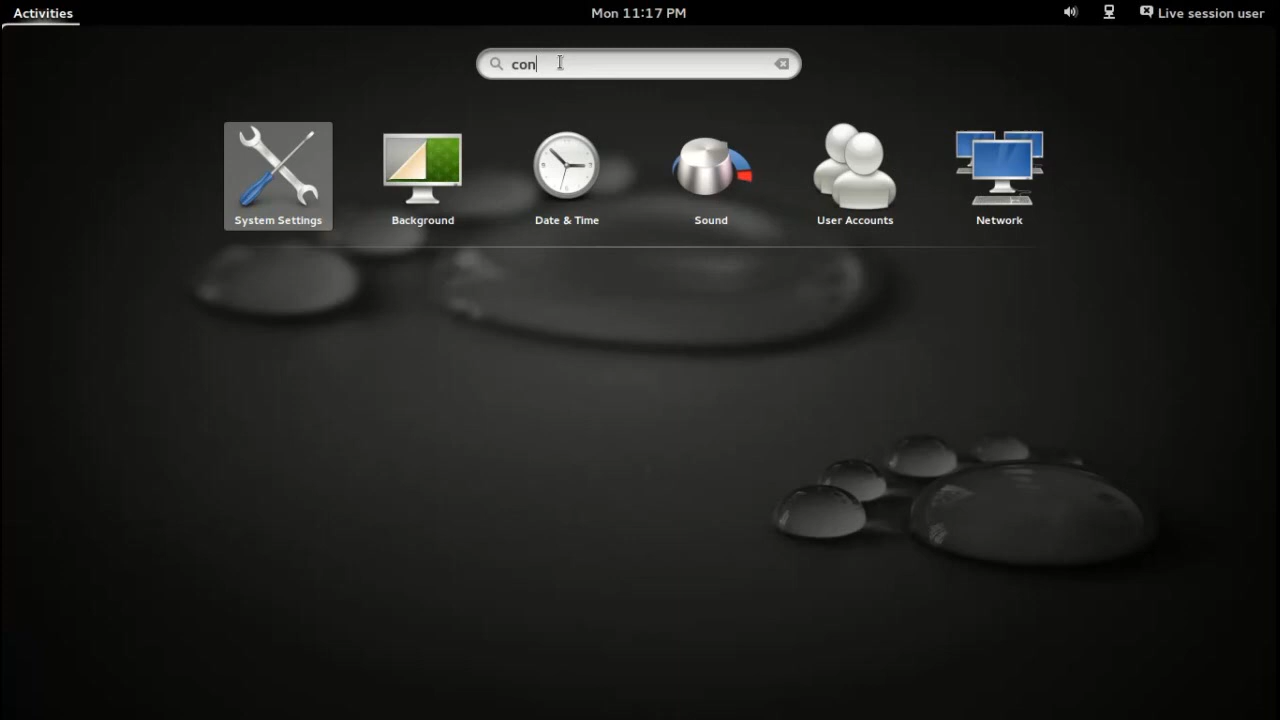 Activities Mon 11:17 PM Live session user
con
System Settings Background Date & Time Sound User Accounts Network